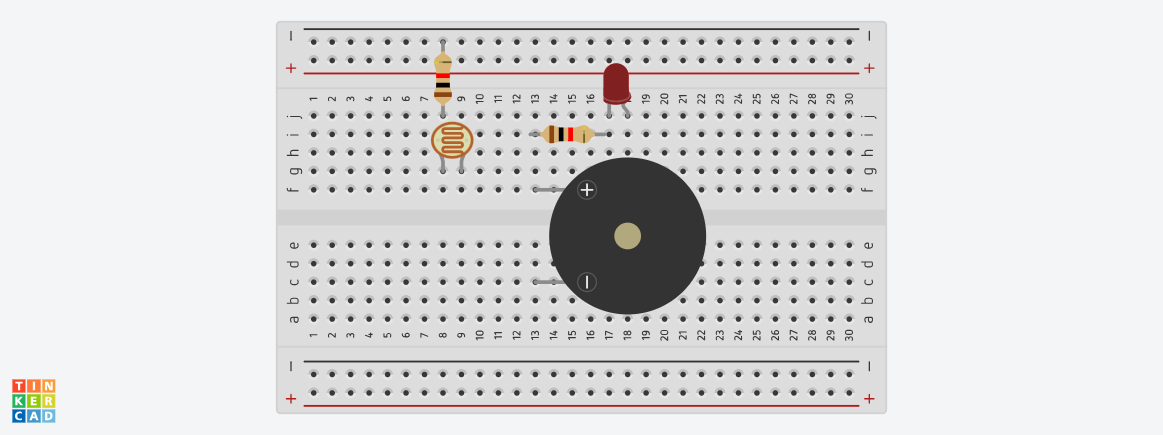 − −
+ +
1 2 3 4 5 6 7 8 9 10 11 12 13 14 15 16 17 18 19 20 21 22 23 24 25 26 27 28 29 30
j j
i i
h h
g g
f + f
e e
d d
c − c
b b
a a
1 2 3 4 5 6 7 8 9 10 11 12 13 14 15 16 17 18 19 20 21 22 23 24 25 26 27 28 29 30
− −
+ +
TIN
KER
CAD